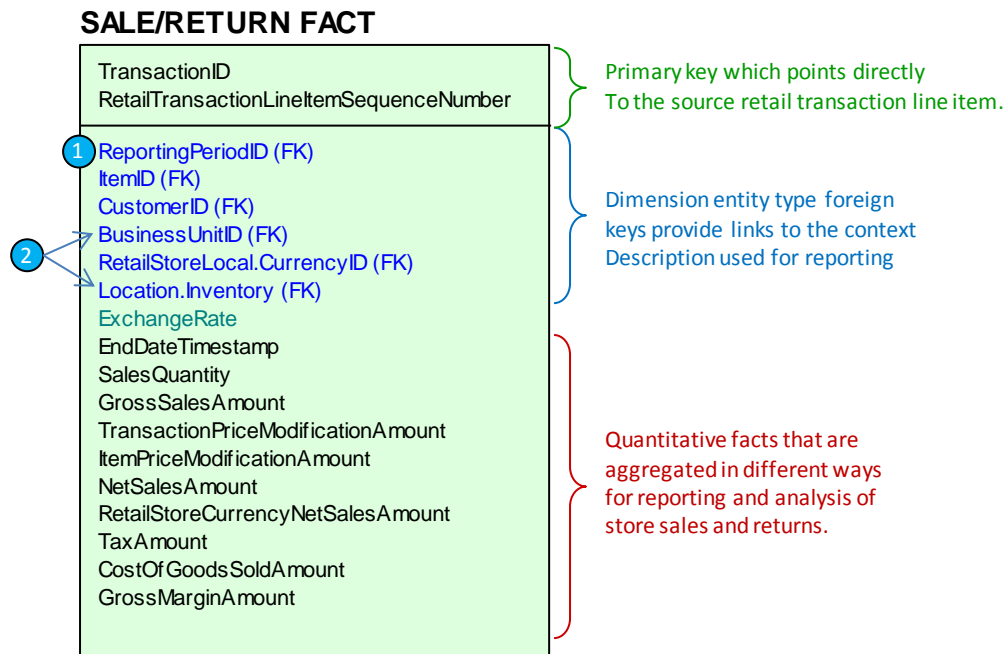 SALE/RETURN FACT
TransactionID
RetailTransactionLineItemSequenceNumber
Primary key which points directly
To the source retail transaction line item.
1
ReportingPeriodID (FK)
ItemID (FK)
CustomerID (FK)
2
BusinessUnitID (FK)
RetailStoreLocal.CurrencyID (FK)
Location.Inventory (FK)
Dimension entity type foreign
keys provide links to the context
Description used for reporting
ExchangeRate
EndDateTimestamp
SalesQuantity
GrossSalesAmount
TransactionPriceModificationAmount
ItemPriceModificationAmount
NetSalesAmount
RetailStoreCurrencyNetSalesAmount
TaxAmount
CostOfGoodsSoldAmount
GrossMarginAmount
Quantitative facts that are
aggregated in different ways
for reporting and analysis of
store sales and returns.